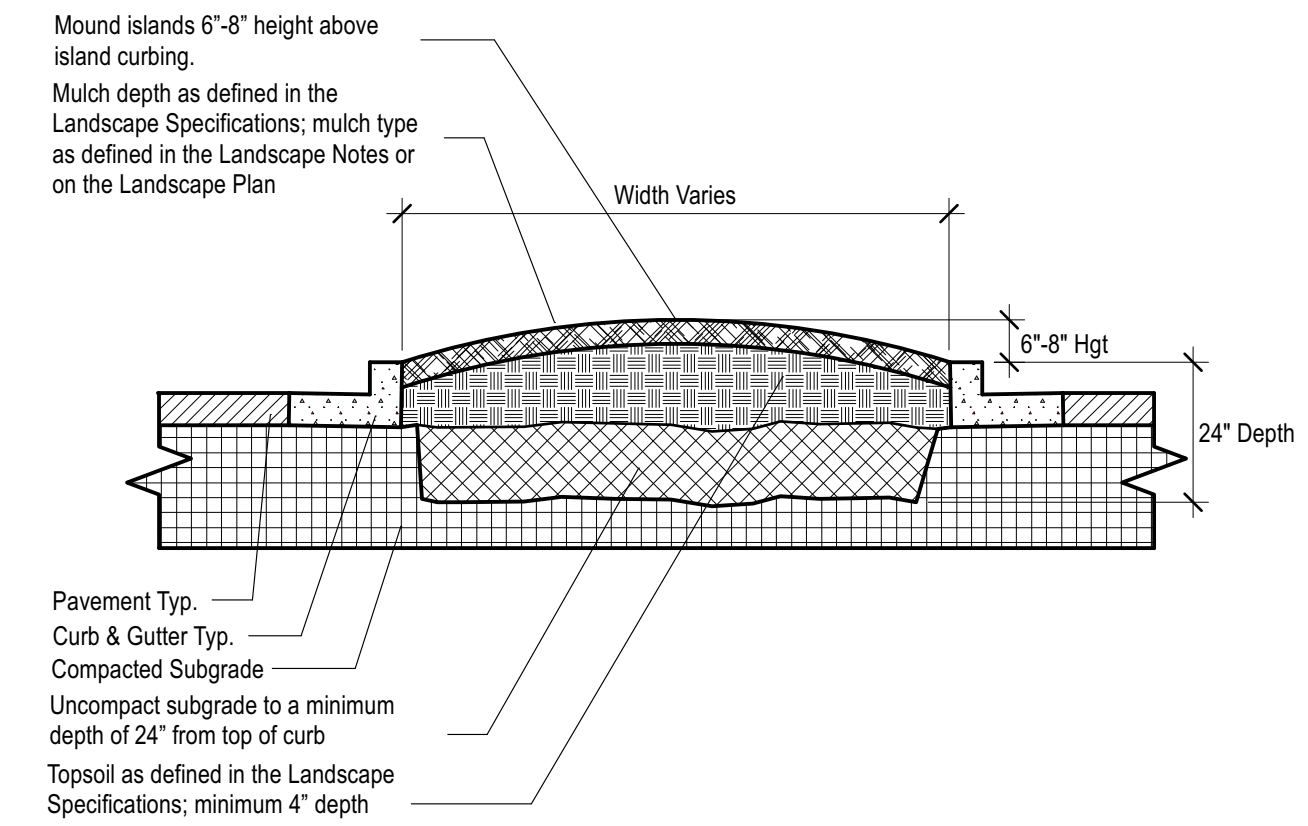 Mound islands 6”-8” height above
island curbing.
Mulch depth as defined in the
Landscape Specifications; mulch type
as defined in the Landscape Notes or
on the Landscape Plan
Width Varies
6"-8" Hgt
24" Depth
Pavement Typ.
Curb & Gutter Typ.
Compacted Subgrade
Uncompact subgrade to a minimum
depth of 24” from top of curb
Topsoil as defined in the Landscape
Specifications; minimum 4” depth